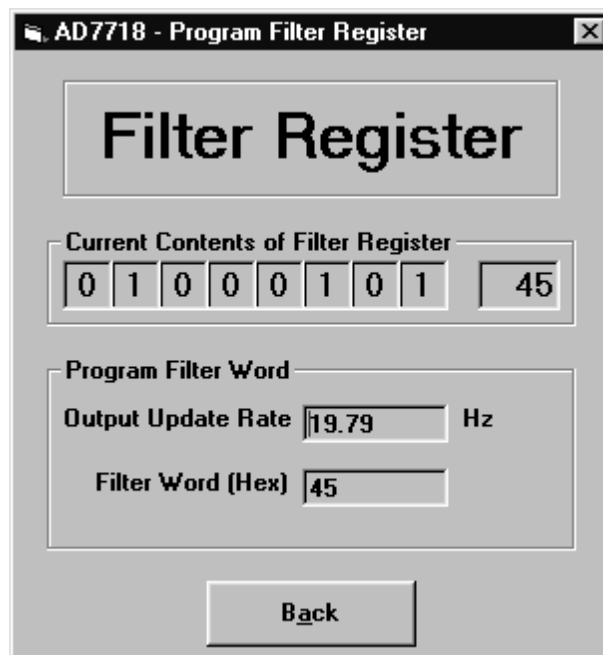 AD7718 - Program Filter Register
Filter Register
Current Contents of Filter Register
0 1 0 0 0 1 0 1 45
Program Filter Word
Output Update Rate 19.79 Hz
Filter Word (Hex) 45
Back